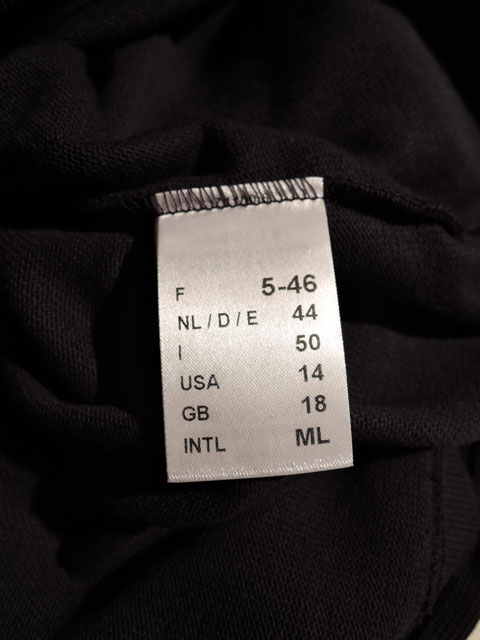 F 5-46
NL / D / E 44
I 50
USA 14
GB 18
INTL ML